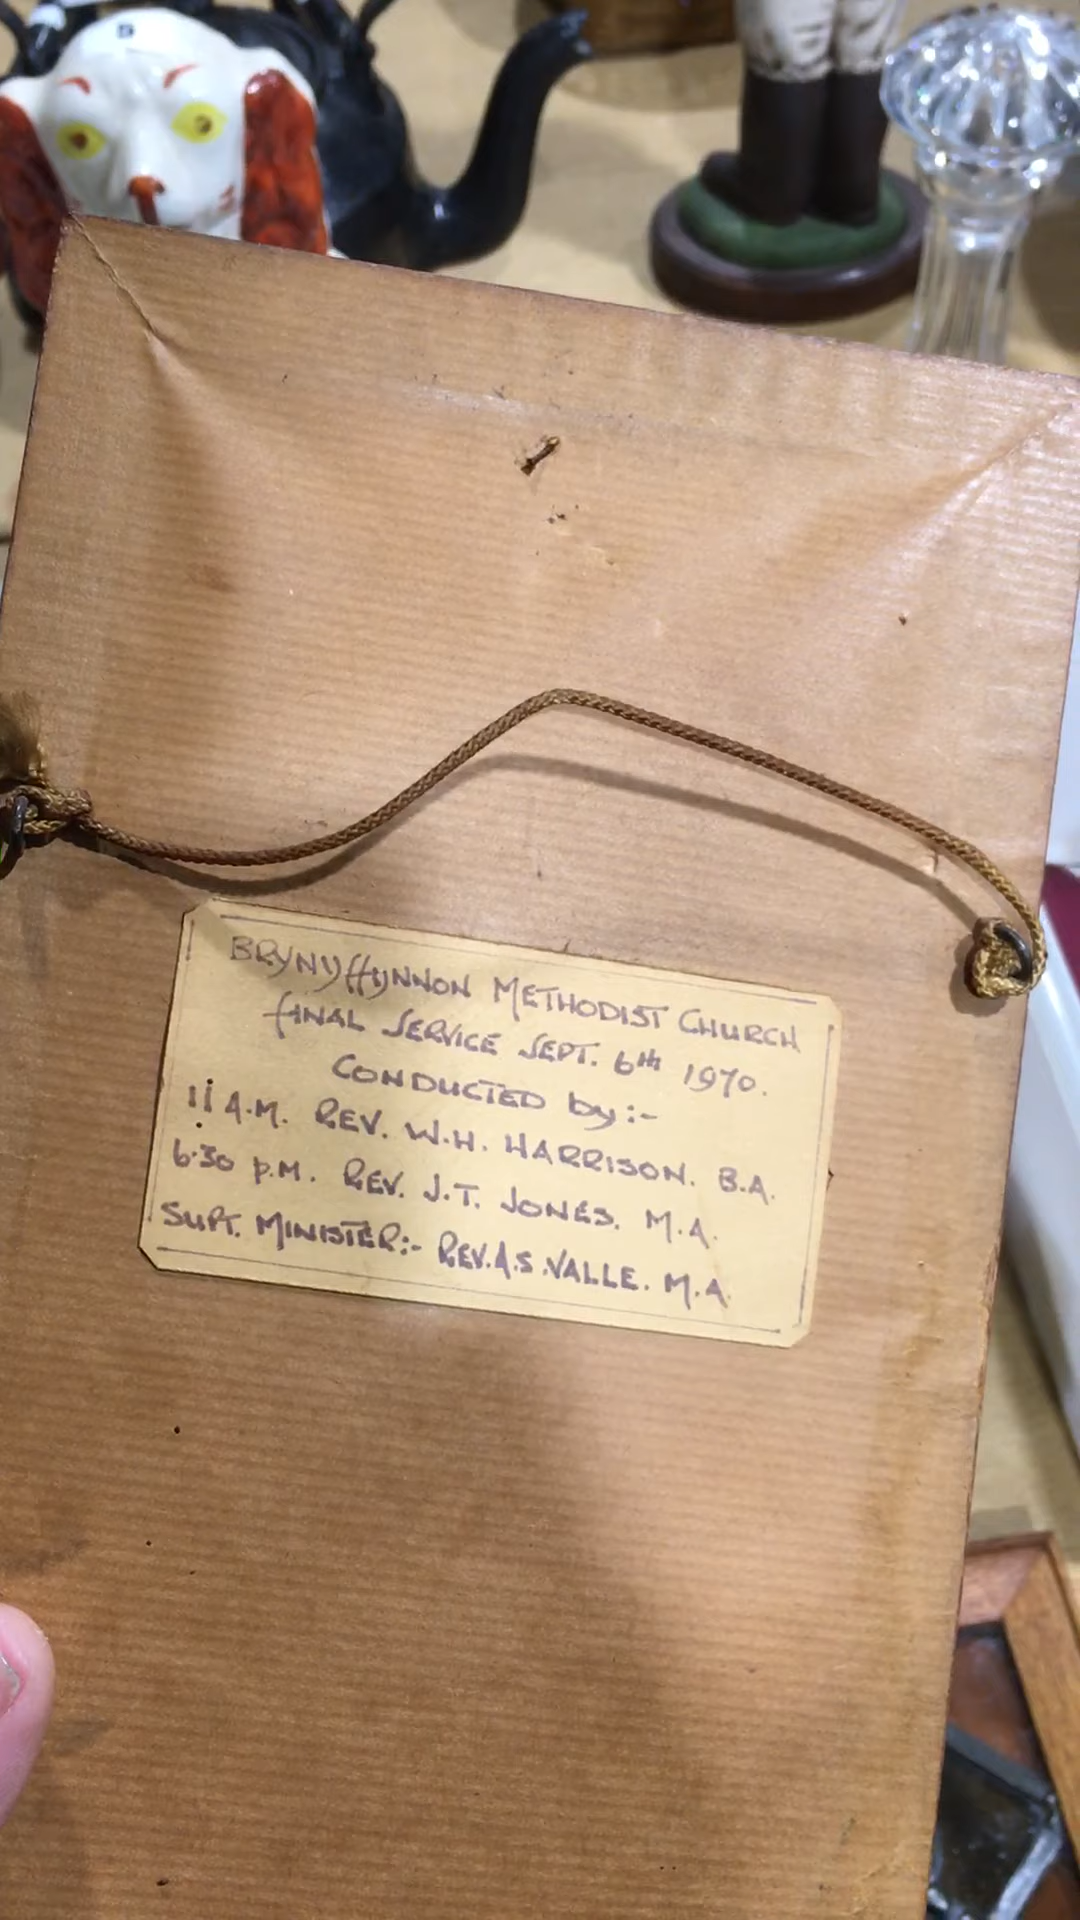 BRYNyffyNNON METHODIST CHURCH
fiNAL SERVICE SEPT. 6th 1970.
CONDUCTED by:-
11 A.M. REV. W.H. HARRISON. B.A.
6.30 P.M. REV. J.T. JONES. M.A.
SUPT. MINISTER:- REV. A.S. VALLE. M.A.